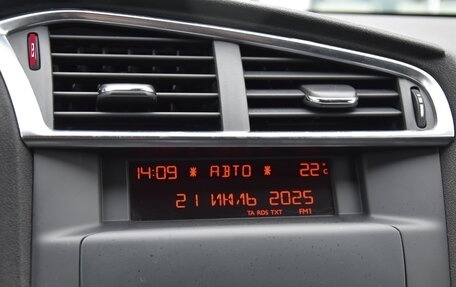 14:09 * АВТО * 22°C
21 ИЮЛЬ 2025
TA RDS TXT FM1